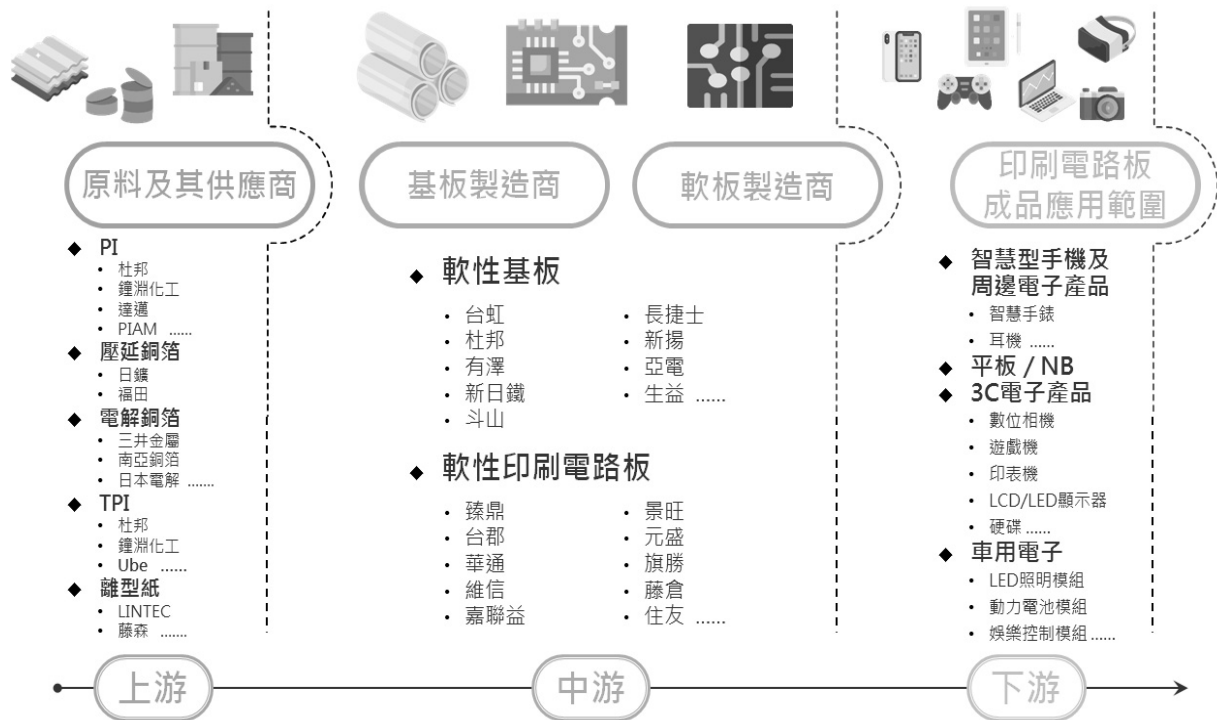 原料及其供應商
PI
杜邦
鐘淵化工
達邁
PIAM ......
壓延銅箔
日鑛
福田
電解銅箔
三井金屬
南亞銅箔
日本電解 .......
TPI
杜邦
鐘淵化工
Ube ......
離型紙
LINTEC
藤森 .......
上游
基板製造商
軟板製造商
軟性基板
台虹
杜邦
有澤
新日鐵
斗山
長捷士
新揚
亞電
生益 ......
軟性印刷電路板
臻鼎
台郡
華通
維信
嘉聯益
景旺
元盛
旗勝
藤倉
住友 ......
中游
印刷電路板
成品應用範圍
智慧型手機及
周邊電子產品
智慧手錶
耳機 ......
平板 / NB
3C電子產品
數位相機
遊戲機
印表機
LCD/LED顯示器
硬碟 ......
車用電子
LED照明模組
動力電池模組
娛樂控制模組 ......
下游